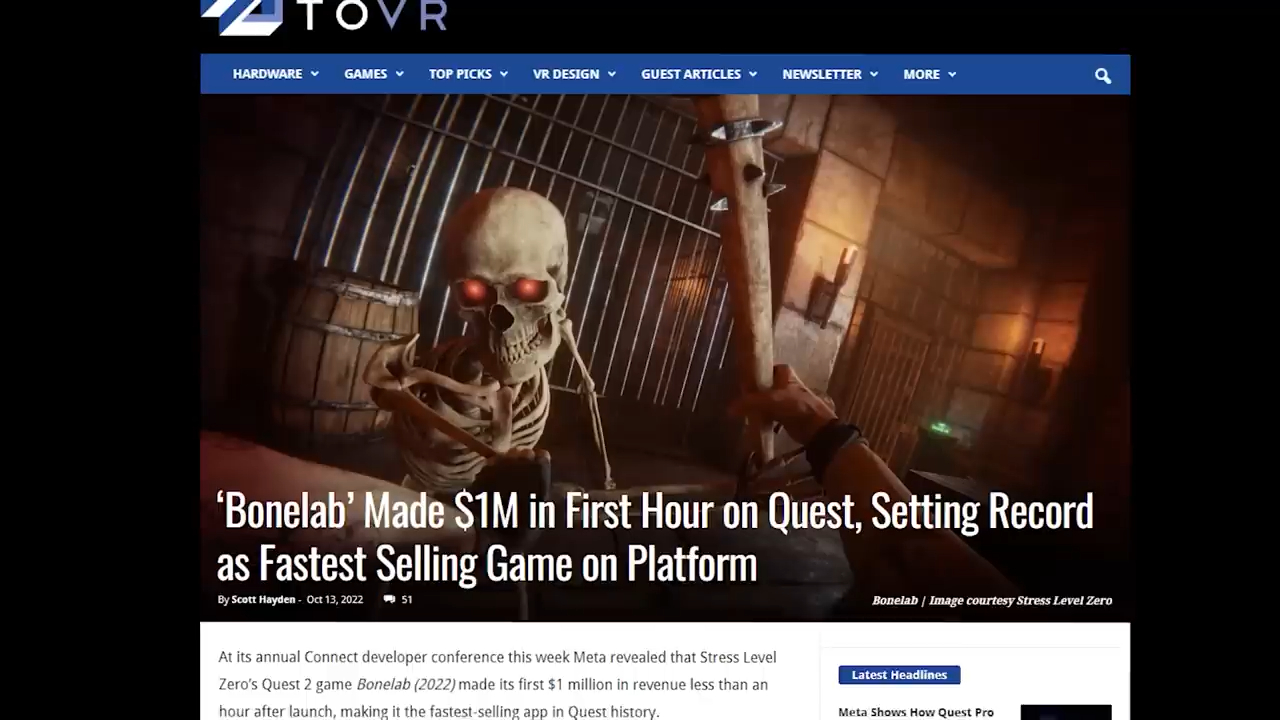 TOVR
HARDWARE GAMES TOP PICKS VR DESIGN GUEST ARTICLES NEWSLETTER MORE
‘Bonelab’ Made $1M in First Hour on Quest, Setting Record
as Fastest Selling Game on Platform
By Scott Hayden - Oct 13, 2022 51
Bonelab | Image courtesy Stress Level Zero
At its annual Connect developer conference this week Meta revealed that Stress Level
Zero’s Quest 2 game Bonelab (2022) made its first $1 million in revenue less than an
hour after launch, making it the fastest-selling app in Quest history.
Latest Headlines
Meta Shows How Quest Pro